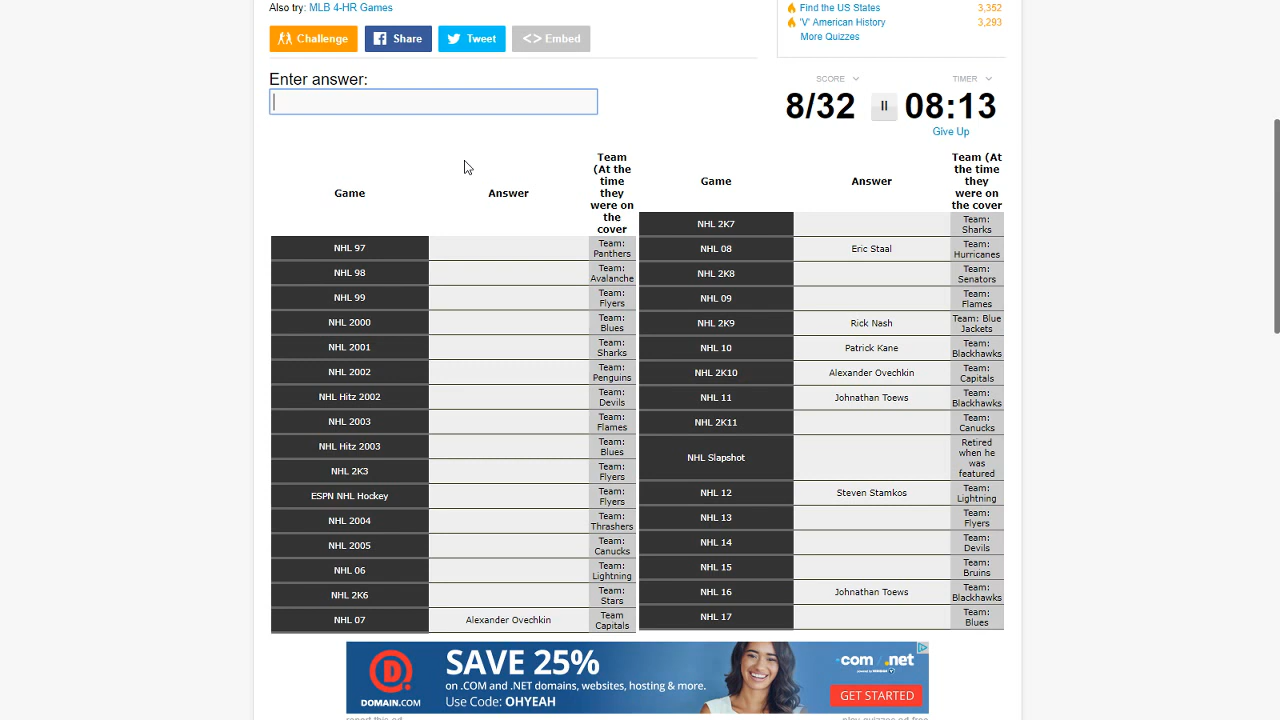 Also try: MLB 4-HR Games
Find the US States 3,352
'V' American History 3,293
More Quizzes
Challenge Share Tweet <> Embed
Enter answer:
SCORE TIMER
8/32 08:13
Give Up
Game Answer Team (At the time they were on the cover
NHL 97 Team: Panthers
NHL 98 Team: Avalanche
NHL 99 Team: Flyers
NHL 2000 Team: Blues
NHL 2001 Team: Sharks
NHL 2002 Team: Penguins
NHL Hitz 2002 Team: Devils
NHL 2003 Team: Flames
NHL Hitz 2003 Team: Blues
NHL 2K3 Team: Flyers
ESPN NHL Hockey Team: Flyers
NHL 2004 Team: Thrashers
NHL 2005 Team: Canucks
NHL 06 Team: Lightning
NHL 2K6 Team: Stars
NHL 07 Alexander Ovechkin Team Capitals
Game Answer Team (At the time they were on the cover
NHL 2K7 Team: Sharks
NHL 08 Eric Staal Team: Hurricanes
NHL 2K8 Team: Senators
NHL 09 Team: Flames
NHL 2K9 Rick Nash Team: Blue Jackets
NHL 10 Patrick Kane Team: Blackhawks
NHL 2K10 Alexander Ovechkin Team: Capitals
NHL 11 Johnathan Toews Team: Blackhawks
NHL 2K11 Team: Canucks
NHL Slapshot Retired when he was featured
NHL 12 Steven Stamkos Team: Lightning
NHL 13 Team: Flyers
NHL 14 Team: Devils
NHL 15 Team: Bruins
NHL 16 Johnathan Toews Team: Blackhawks
NHL 17 Team: Blues
D
DOMAIN.COM
SAVE 25%
on .COM and .NET domains, websites, hosting & more.
Use Code: OHYEAH
.com .net
GET STARTED
report this ad play quizzes ad free